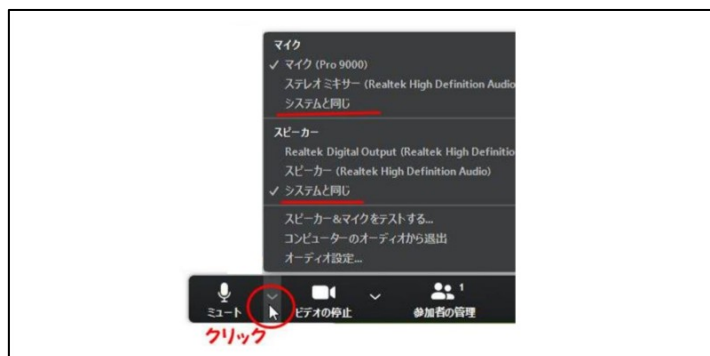 マイク
✓ マイク (Pro 9000)
ステレオ ミキサー (Realtek High Definition Audio
システムと同じ
スピーカー
Realtek Digital Output (Realtek High Definitio
スピーカー (Realtek High Definition Audio)
✓ システムと同じ
スピーカー&マイクをテストする...
コンピューターのオーディオから退出
オーディオ設定...
1
ミュート ビデオの停止 参加者の管理
クリック